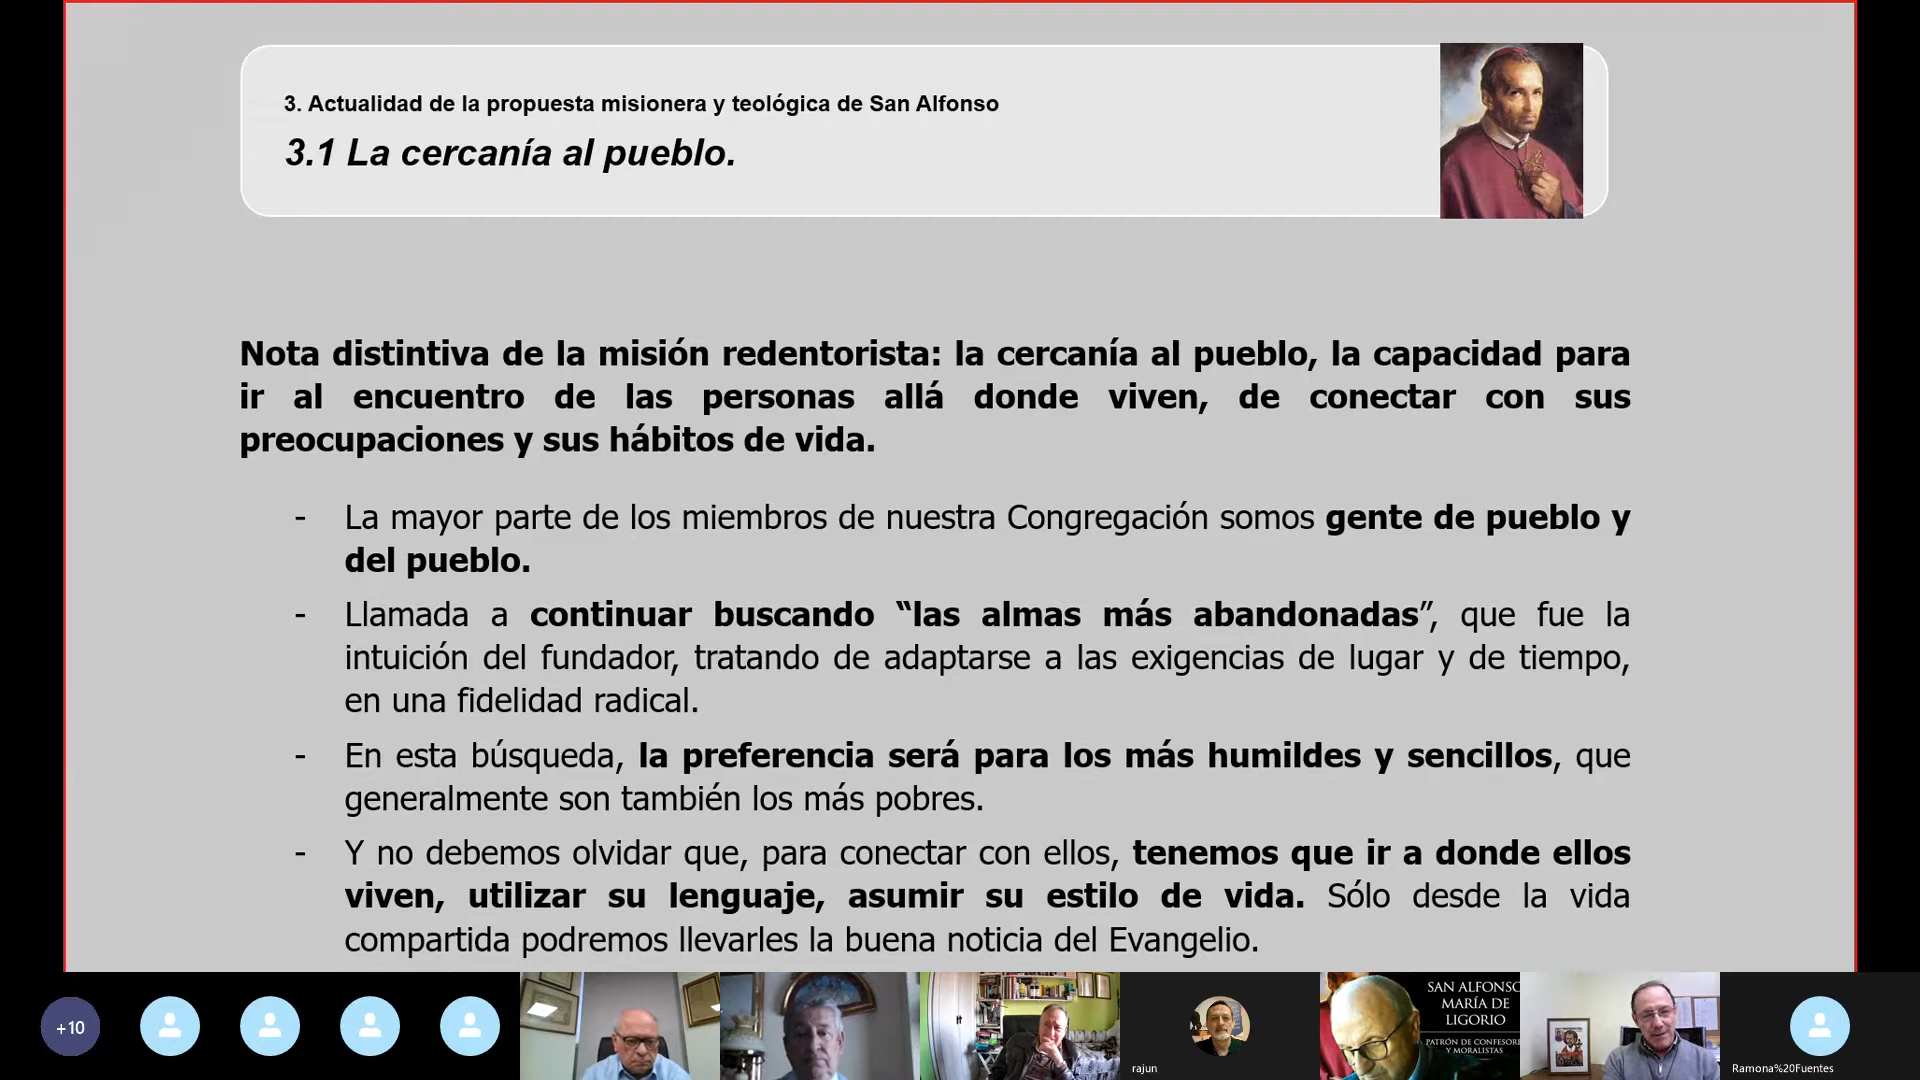 3. Actualidad de la propuesta misionera y teológica de San Alfonso
3.1 La cercanía al pueblo.
Nota distintiva de la misión redentorista: la cercanía al pueblo, la capacidad para
ir al encuentro de las personas allá donde viven, de conectar con sus
preocupaciones y sus hábitos de vida.
- La mayor parte de los miembros de nuestra Congregación somos gente de pueblo y
del pueblo.
- Llamada a continuar buscando “las almas más abandonadas”, que fue la
intuición del fundador, tratando de adaptarse a las exigencias de lugar y de tiempo,
en una fidelidad radical.
- En esta búsqueda, la preferencia será para los más humildes y sencillos, que
generalmente son también los más pobres.
- Y no debemos olvidar que, para conectar con ellos, tenemos que ir a donde ellos
viven, utilizar su lenguaje, asumir su estilo de vida. Sólo desde la vida
compartida podremos llevarles la buena noticia del Evangelio.
+10
rajun
SAN ALFONSO
MARÍA DE
LIGORIO
PATRÓN DE CONFESORE
Y MORALISTAS
Ramona%20Fuentes